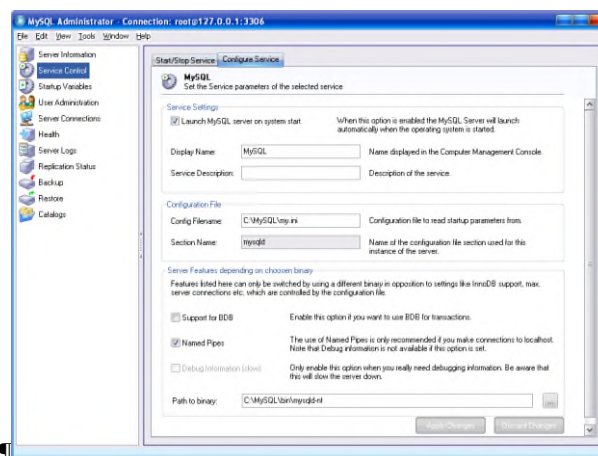 MySQL Administrator - Connection: root@127.0.0.1:3306
File Edit View Tools Window Help
Server Information
Service Control
Startup Variables
User Administration
Server Connections
Health
Server Logs
Replication Status
Backup
Restore
Catalogs
Start/Stop Service Configure Service
MySQL
Set the Service parameters of the selected service
Service Settings
Launch MySQL server on system start
When this option is enabled the MySQL Server will launch
automatically when the operating system is started.
Display Name: MySQL Name displayed in the Computer Management Console.
Service Description: Description of the service.
Configuration File
Config Filename: C:\MySQL\my.ini Configuration file to read startup parameters from.
Section Name: mysqld Name of the configuration file section used for this
instance of the server.
Server Features depending on choosen binary
Features listed here can only be switched by using a different binary in opposition to settings like InnoDB support, max.
server connections etc. which are controlled by the configuration file.
Support for BDB Enable this option if you want to use BDB for transactions.
Named Pipes The use of Named Pipes is only recommended if you make connections to localhost.
Note that Debug information is not available if this option is set.
Debug Information (slow) Only enable this option when you really need debugging information. Be aware that
this will slow the server down.
Path to binary: C:\MySQL\bin\mysqld-nt ...
Apply Changes Discard Changes
¶